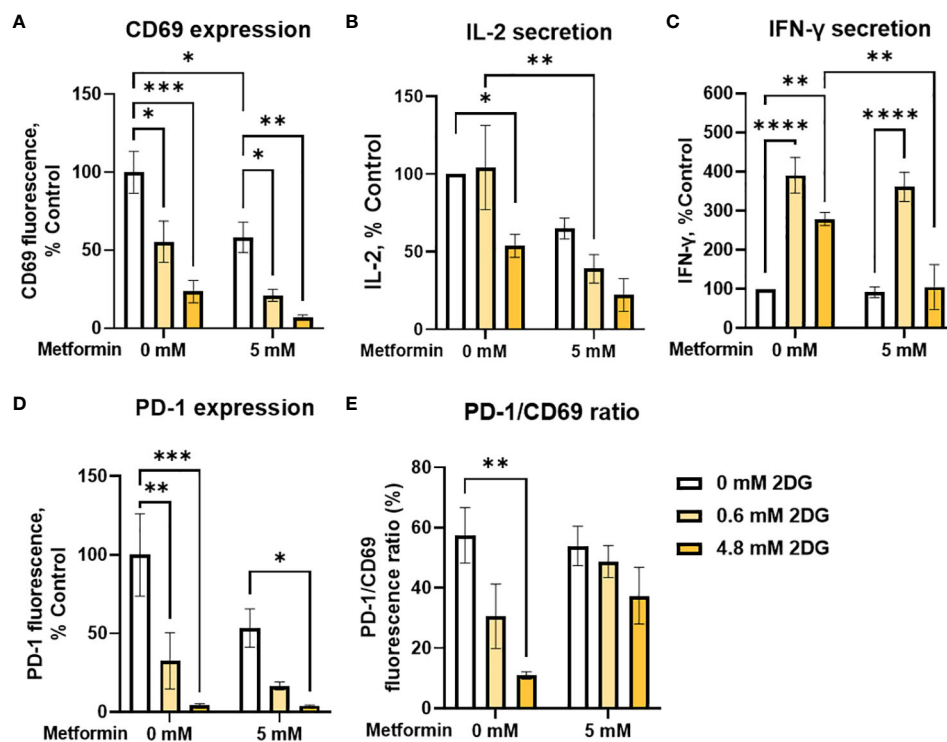 A
CD69 expression
CD69 fluorescence,
% Control
150
100
50
0
*
***
*
**
*
Metformin 0 mM 5 mM
B
IL-2 secretion
IL-2, % Control
150
100
50
0
**
*
0 mM 5 mM
C
IFN-γ secretion
IFN-γ, %Control
600
500
400
300
200
100
0
**
**
****
****
0 mM 5 mM
D
PD-1 expression
PD-1 fluorescence,
% Control
150
100
50
0
***
**
*
Metformin 0 mM 5 mM
E
PD-1/CD69 ratio
PD-1/CD69
fluorescence ratio (%)
80
60
40
20
0
**
Metformin 0 mM 5 mM
0 mM 2DG
0.6 mM 2DG
4.8 mM 2DG